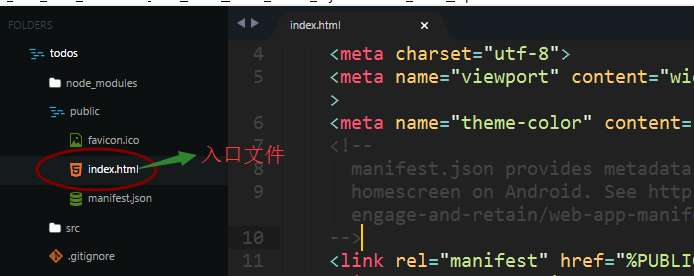 FOLDERS
todos
node_modules
public
favicon.ico
index.html
manifest.json
src
.gitignore
入口文件
index.html
4 <meta charset="utf-8">
5 <meta name="viewport" content="wid
>
6 <meta name="theme-color" content=
7 <!--
8 manifest.json provides metadata
9 homescreen on Android. See http
engage-and-retain/web-app-manif
10 -->
11 <link rel="manifest" href="%PUBLIC